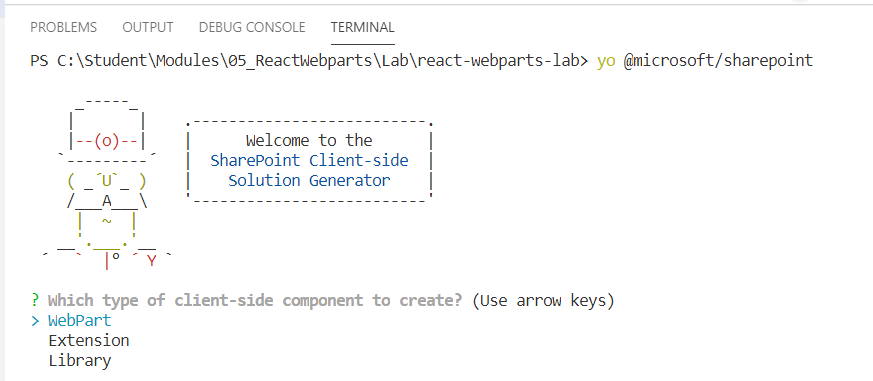 PROBLEMS OUTPUT DEBUG CONSOLE TERMINAL
PS C:\Student\Modules\05_ReactWebparts\Lab\react-webparts-lab> yo @microsoft/sharepoint
     _-----_
    |       |    .--------------------------.
    |--(o)--|    |      Welcome to the      |
   `---------´   |  SharePoint Client-side  |
    ( _´U`_ )    |    Solution Generator    |
    /___A___\    '--------------------------'
     |  ~  |
   __'.___.'__
 ´   `  |° ´ Y `
? Which type of client-side component to create? (Use arrow keys)
> WebPart
  Extension
  Library